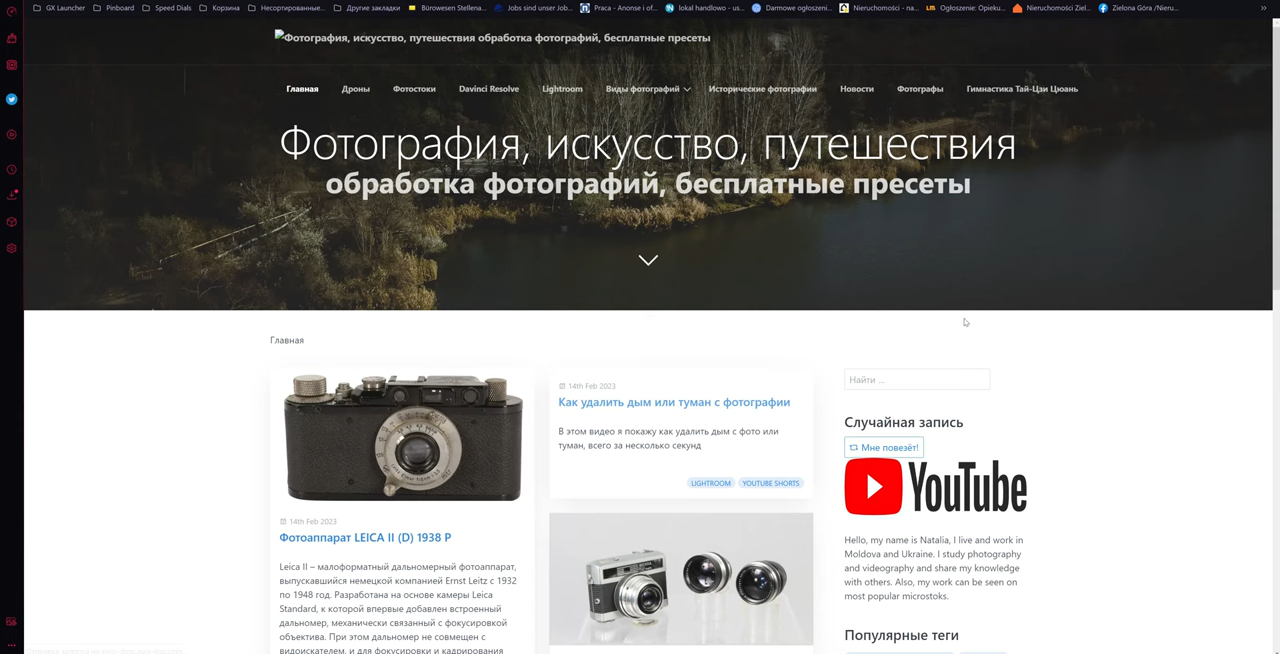 GX Launcher
Pinboard
Speed Dials
Корзина
Несортированные...
Другие закладки
Bürowesen Stellena...
Jobs sind unser Job...
Praca - Anonse i of...
lokal handlowo - us...
Darmowe ogłoszeni...
Nieruchomości - na...
Ogłoszenie: Opieku...
Nieruchomości Ziel...
Zielona Góra /Nieru...
Фотография, искусство, путешествия обработка фотографий, бесплатные пресеты
Главная
Дроны
Фотостоки
Davinci Resolve
Lightroom
Виды фотографий
Исторические фотографии
Новости
Фотографы
Гимнастика Тай-Цзи Цюань
Фотография, искусство, путешествия
обработка фотографий, бесплатные пресеты
Главная
14th Feb 2023
Фотоаппарат LEICA II (D) 1938 Р
Leica II – малоформатный дальномерный фотоаппарат,
выпускавшийся немецкой компанией Ernst Leitz с 1932
по 1948 год. Разработана на основе камеры Leica
Standard, к которой впервые добавлен встроенный
дальномер, механически связанный с фокусировкой
объектива. При этом дальномер не совмещен с
видоискателем, и для фокусировки и кадрирования
14th Feb 2023
Как удалить дым или туман с фотографии
В этом видео я покажу как удалить дым с фото или
туман, всего за несколько секунд
LIGHTROOM
YOUTUBE SHORTS
Найти ...
Случайная запись
Мне повезёт!
YouTube
Hello, my name is Natalia, I live and work in
Moldova and Ukraine. I study photography
and videography and share my knowledge
with others. Also, my work can be seen on
most popular microstoks.
Популярные теги